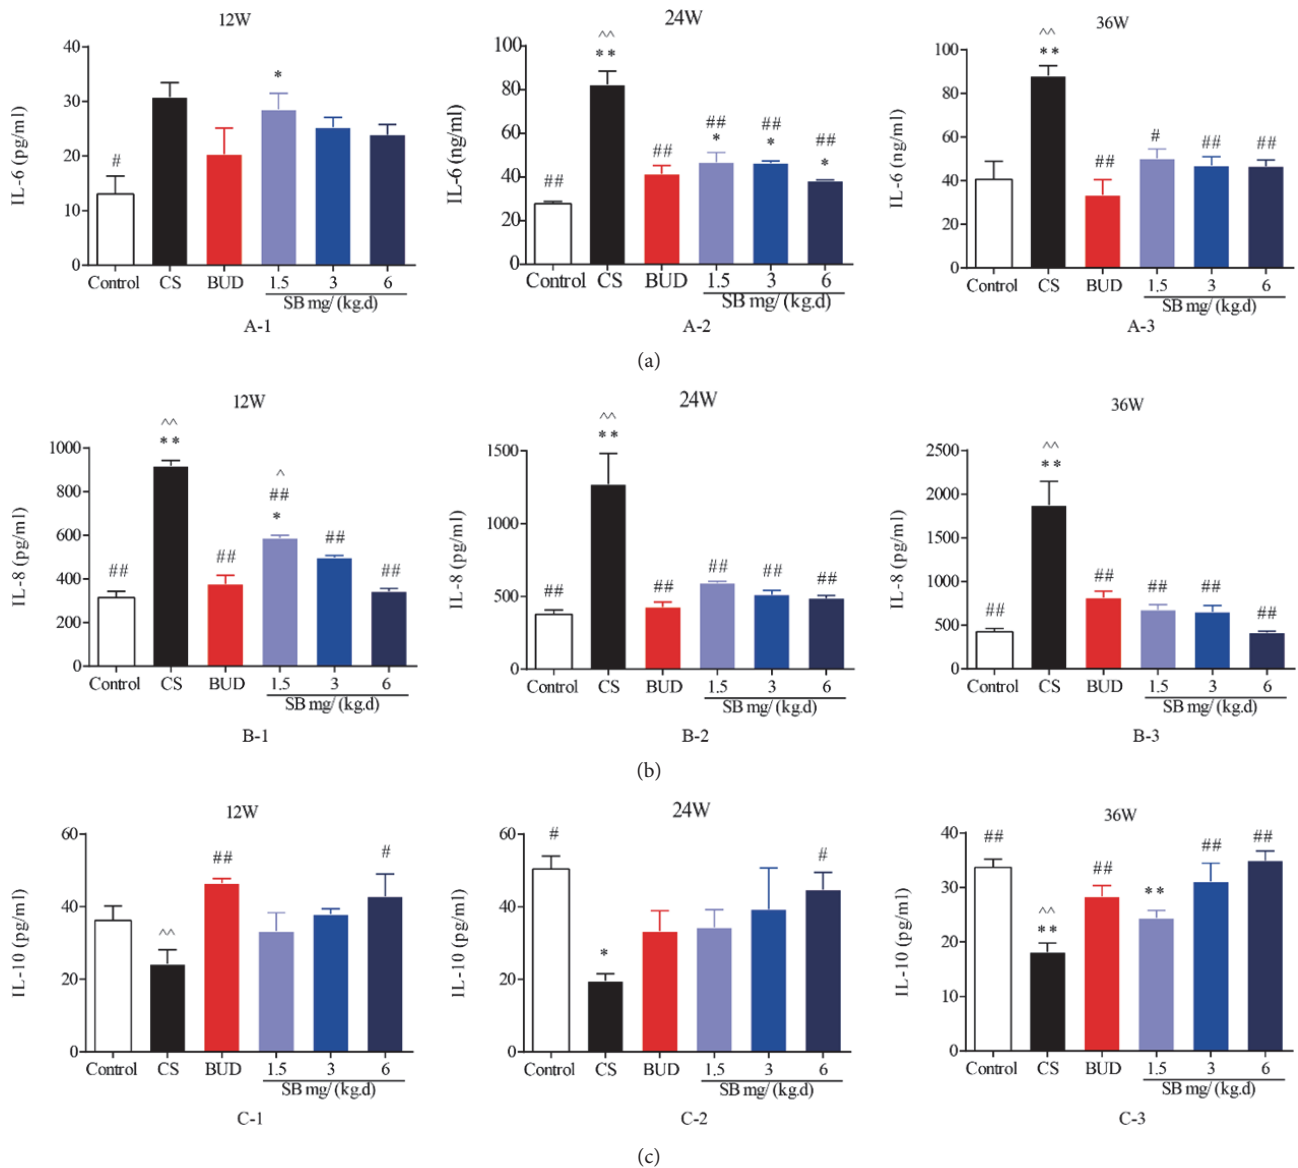 12W
40
30
20
10
0
IL-6 (pg/ml)
#
*
Control CS BUD 1.5 3 6
SB mg/ (kg.d)
A-1
24W
100
80
60
40
20
0
IL-6 (ng/ml)
##
^^
**
##
##
*
##
*
##
*
Control CS BUD 1.5 3 6
SB mg/ (kg.d)
A-2
36W
100
80
60
40
20
0
IL-6 (ng/ml)
^^
**
##
#
##
##
Control CS BUD 1.5 3 6
SB mg/ (kg.d)
A-3
(a)
12W
1000
800
600
400
200
0
IL-8 (pg/ml)
##
^^
**
##
^
##
*
##
##
Control CS BUD 1.5 3 6
SB mg/ (kg.d)
B-1
24W
1500
1000
500
0
IL-8 (pg/ml)
##
^^
**
##
##
##
##
Control CS BUD 1.5 3 6
SB mg/ (kg.d)
B-2
36W
2500
2000
1500
1000
500
0
IL-8 (pg/ml)
##
^^
**
##
##
##
##
Control CS BUD 1.5 3 6
SB mg/ (kg.d)
B-3
(b)
12W
60
40
20
0
IL-10 (pg/ml)
^^
##
#
Control CS BUD 1.5 3 6
SB mg/ (kg.d)
C-1
24W
60
40
20
0
IL-10 (pg/ml)
#
*
#
Control CS BUD 1.5 3 6
SB mg/ (kg.d)
C-2
36W
40
30
20
10
0
IL-10 (pg/ml)
##
^^
**
##
**
##
##
Control CS BUD 1.5 3 6
SB mg/ (kg.d)
C-3
(c)